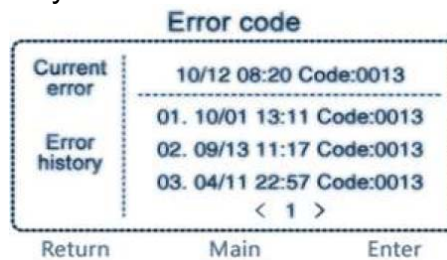 Error code
Current error
10/12 08:20 Code:0013
Error history
01. 10/01 13:11 Code:0013
02. 09/13 11:17 Code:0013
03. 04/11 22:57 Code:0013
< 1 >
Return Main Enter